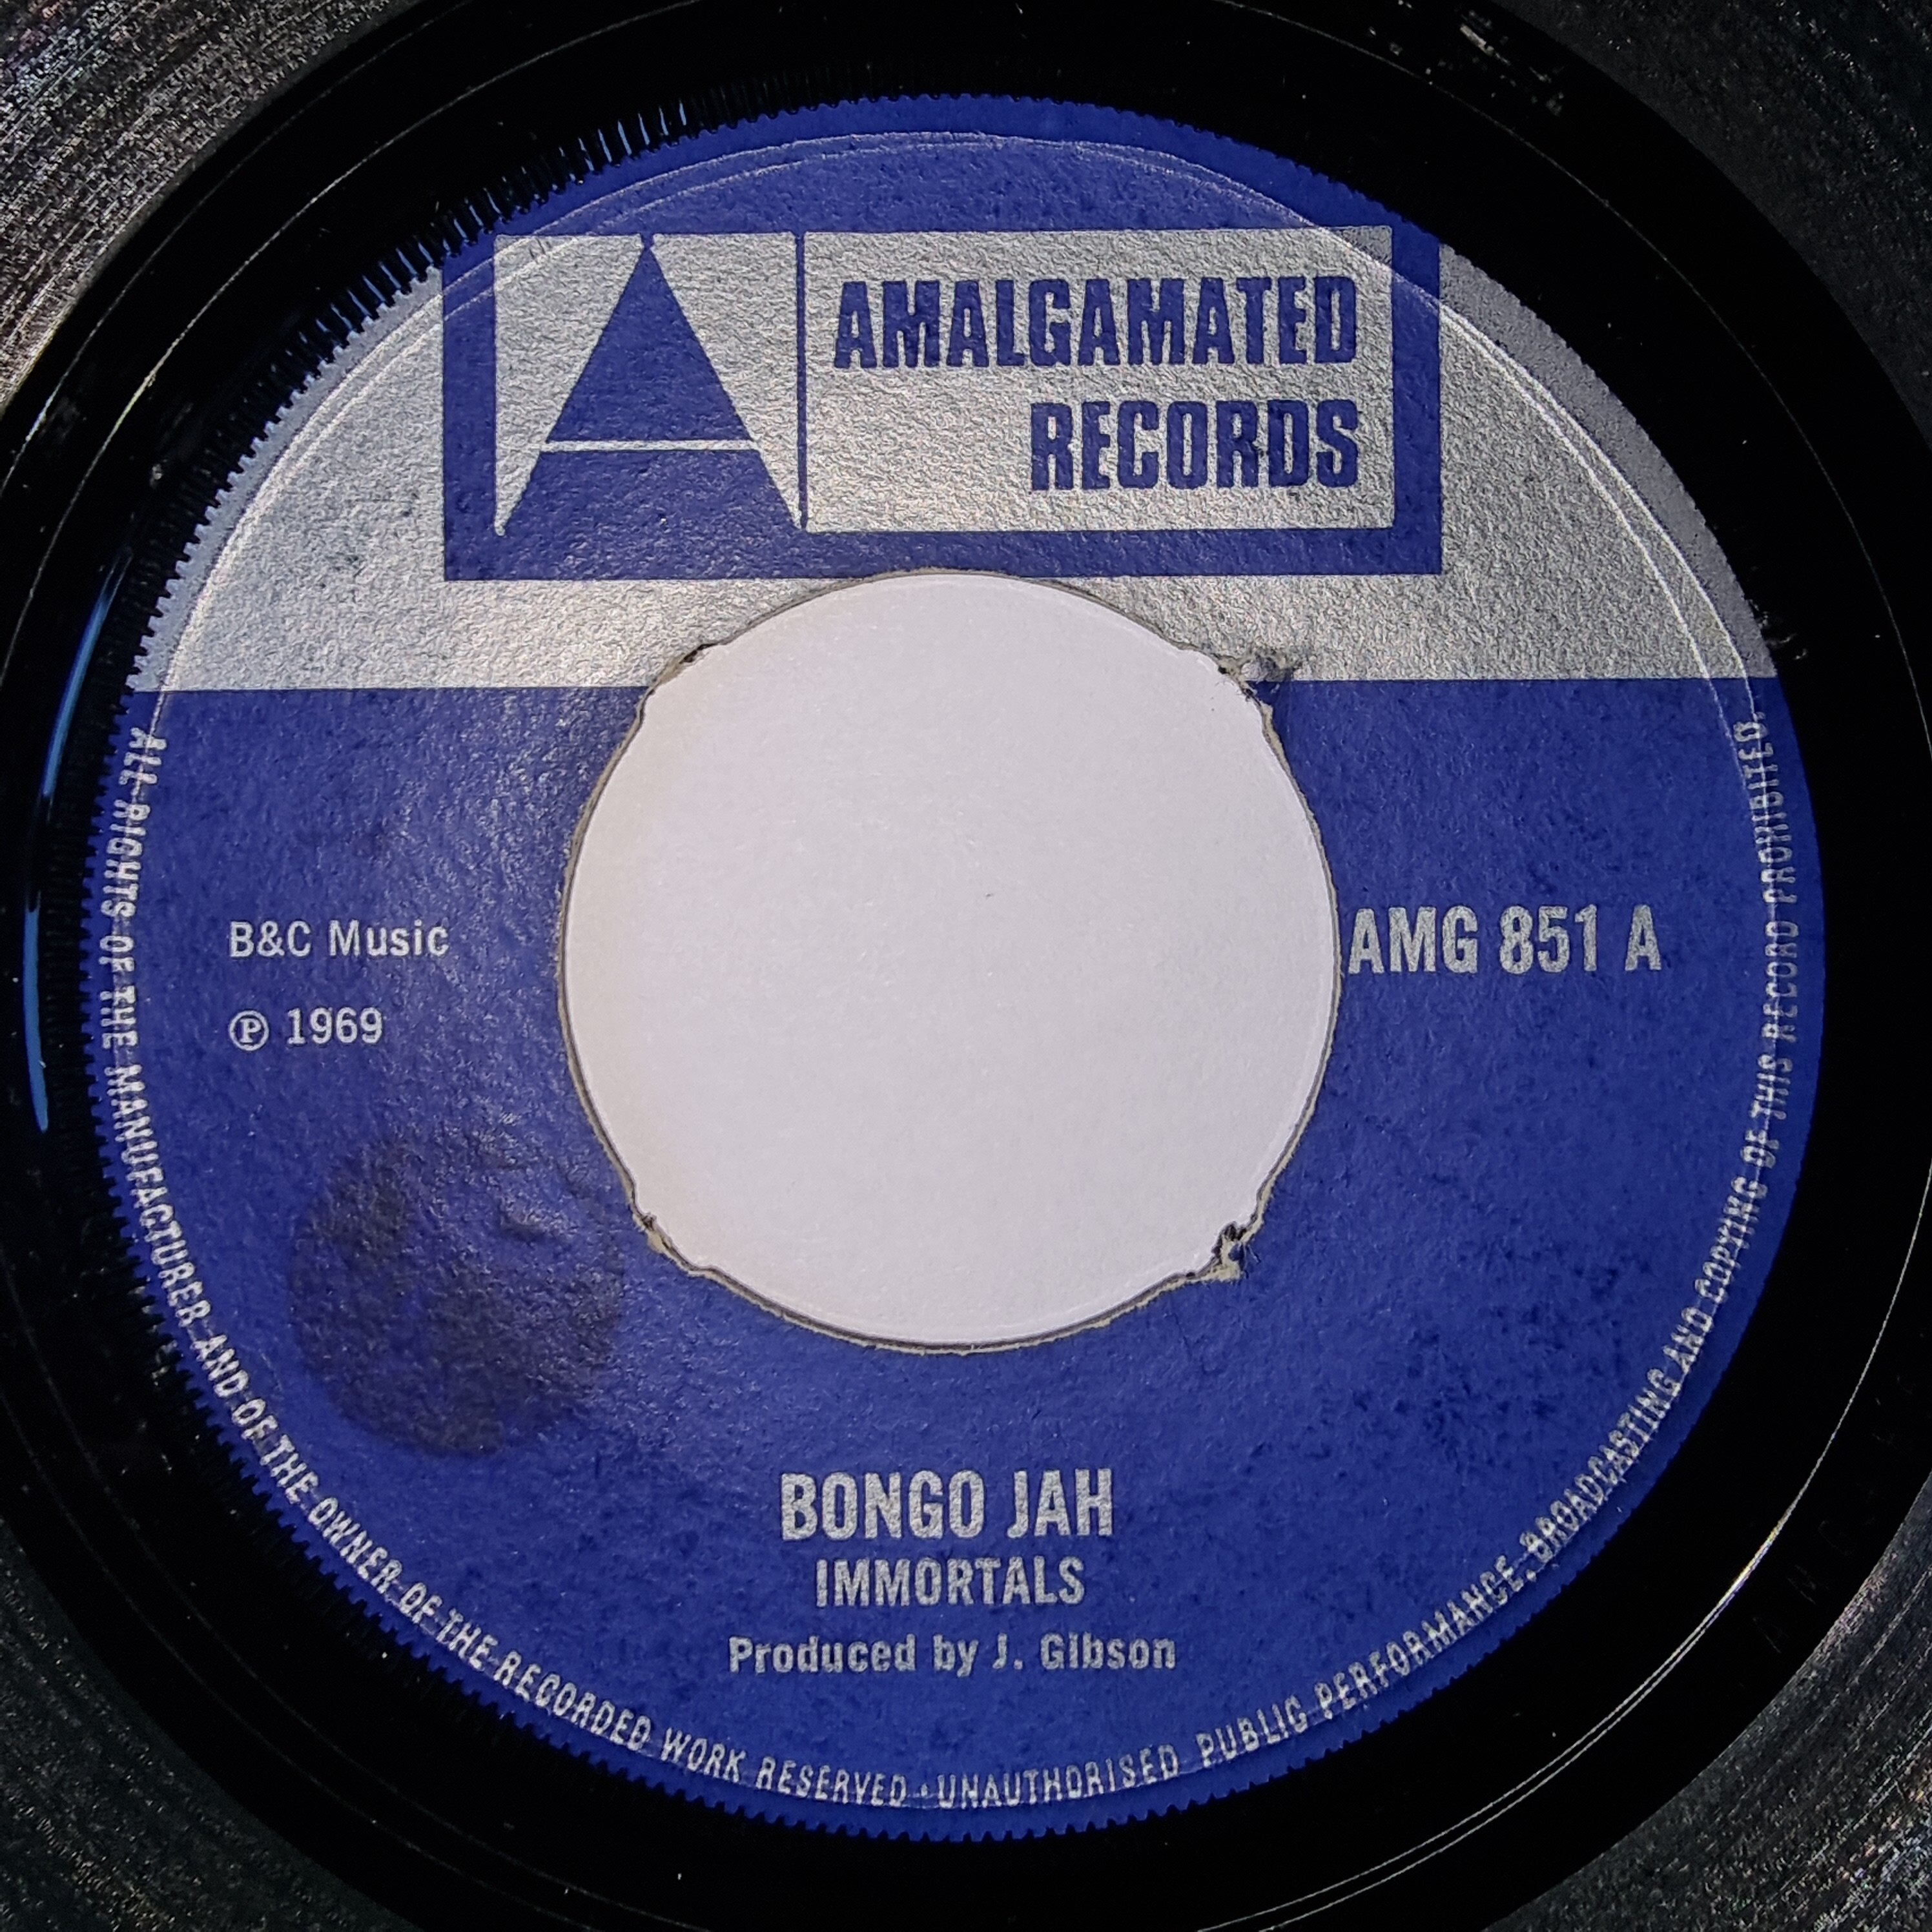 A
AMALGAMATED
RECORDS
B&C Music
℗ 1969
AMG 851 A
BONGO JAH
IMMORTALS
Produced by J. Gibson
ALL RIGHTS OF THE MANUFACTURER AND OF THE OWNER OF THE RECORDED WORK RESERVED · UNAUTHORISED PUBLIC PERFORMANCE, BROADCASTING AND COPYING OF THIS RECORD PROHIBITED.